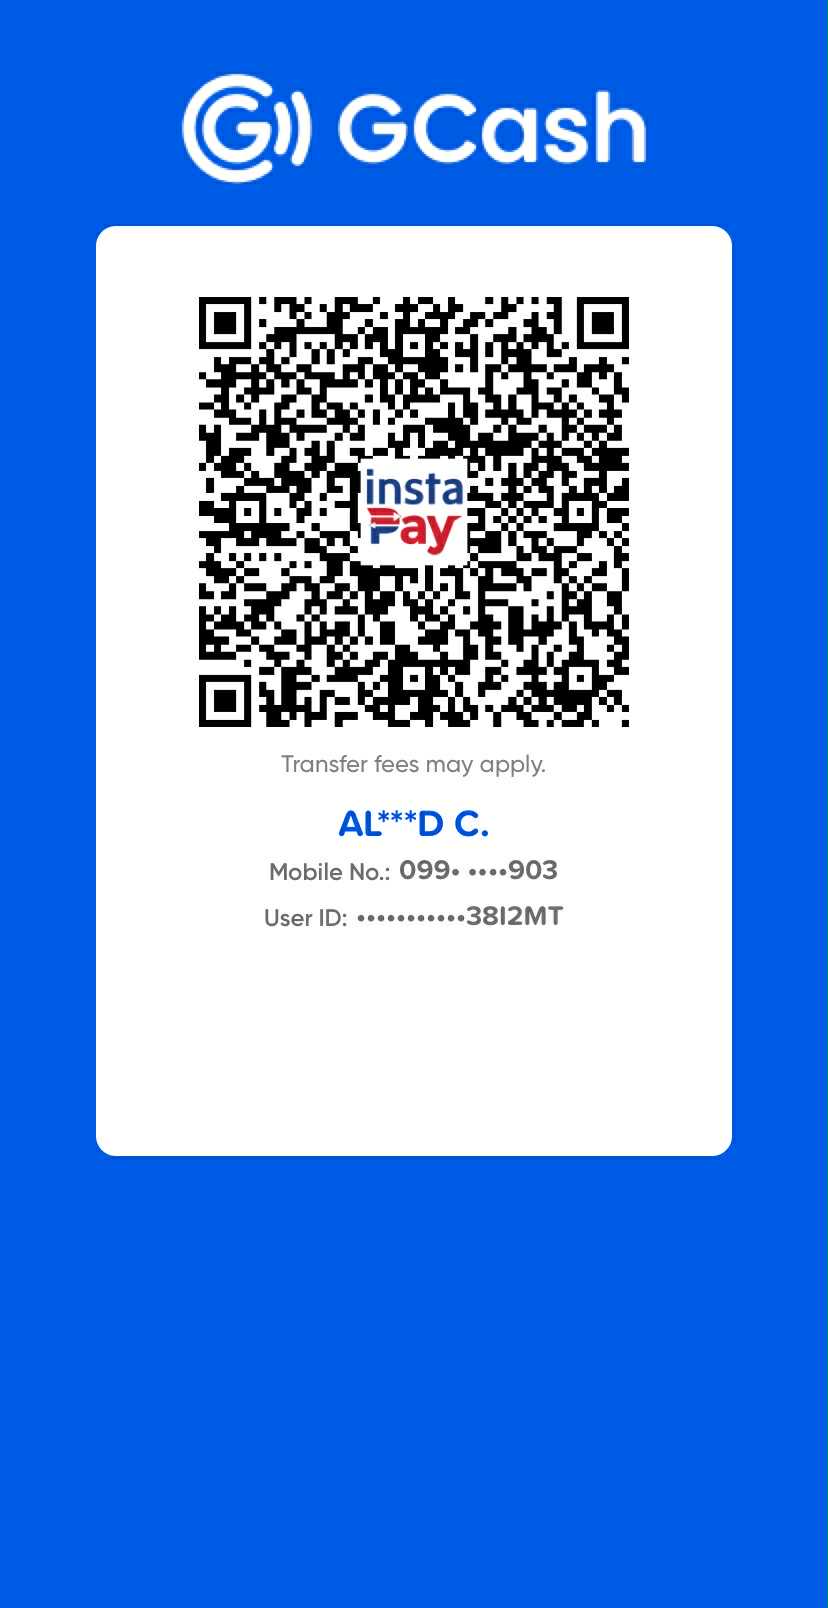 GCash
insta
Pay
Transfer fees may apply.
AL***D C.
Mobile No.: 099• ••••903
User ID: •••••••••••38I2MT